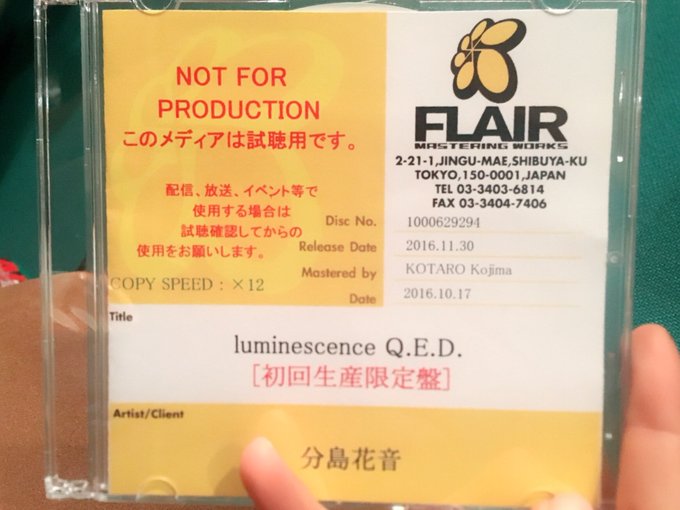 NOT FOR
PRODUCTION
このメディアは試聴用です。
配信、放送、イベント等で
使用する場合は
試聴確認してからの
使用をお願いします。
COPY SPEED : ×12
FLAIR
MASTERING WORKS
2-21-1,JINGU-MAE,SHIBUYA-KU
TOKYO,150-0001,JAPAN
TEL 03-3403-6814
FAX 03-3404-7406
Disc No. 1000629294
Release Date 2016.11.30
Mastered by KOTARO Kojima
Date 2016.10.17
Title
luminescence Q.E.D.
[初回生産限定盤]
Artist/Client
分島花音